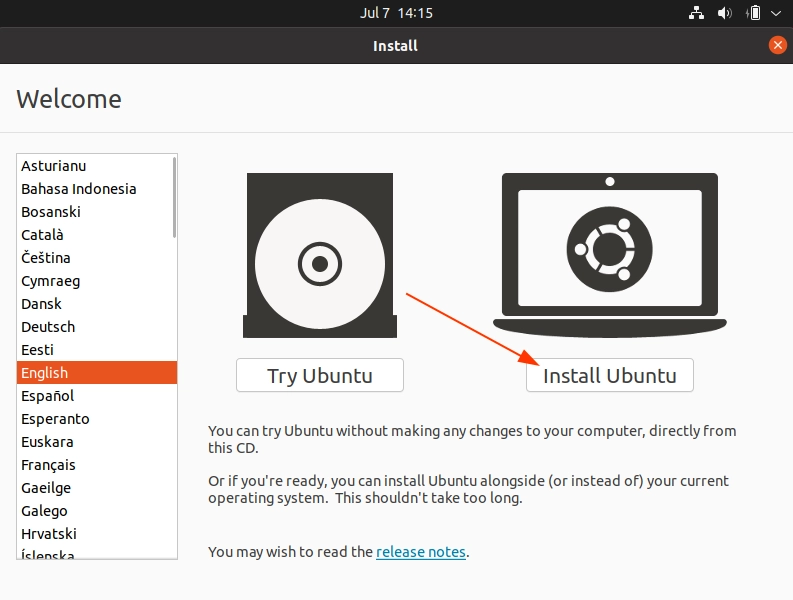 Jul 7 14:15
Install
Welcome
Asturianu
Bahasa Indonesia
Bosanski
Català
Čeština
Cymraeg
Dansk
Deutsch
Eesti
English
Español
Esperanto
Euskara
Français
Gaeilge
Galego
Hrvatski
Íslenska
Try Ubuntu
Install Ubuntu
You can try Ubuntu without making any changes to your computer, directly from
this CD.
Or if you're ready, you can install Ubuntu alongside (or instead of) your current
operating system. This shouldn't take too long.
You may wish to read the release notes.